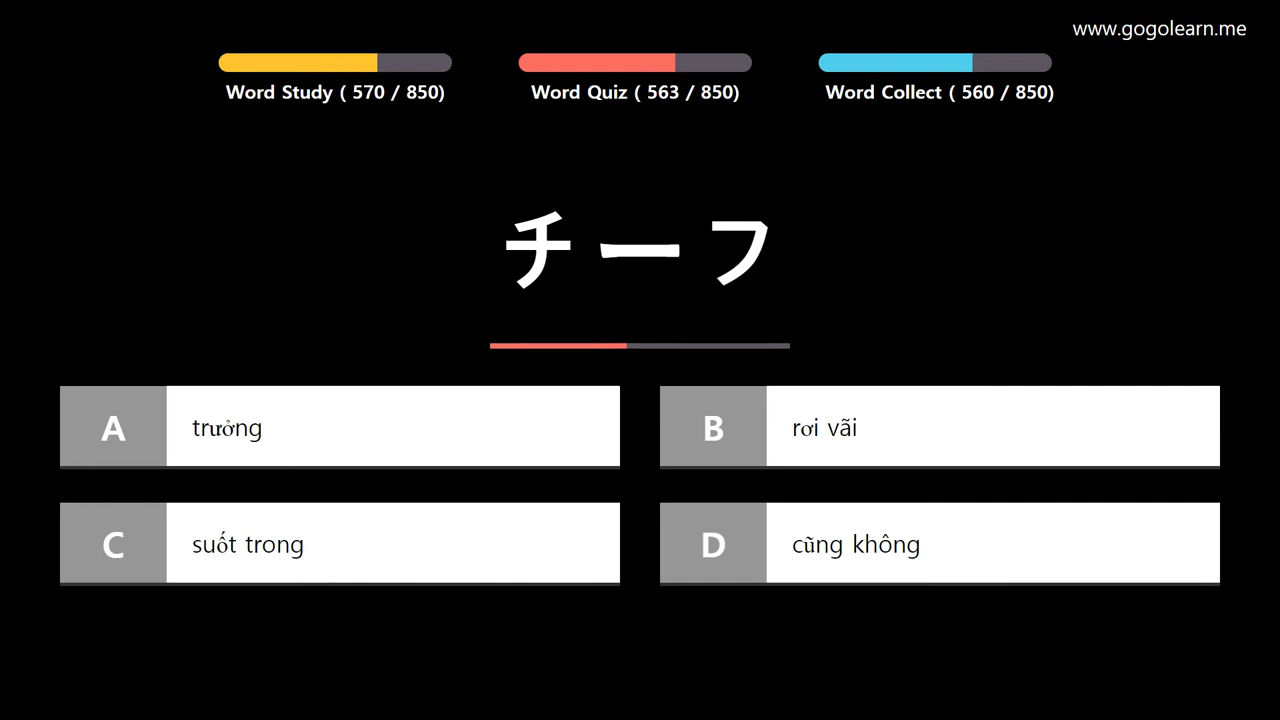 www.gogolearn.me
Word Study ( 570 / 850)
Word Quiz ( 563 / 850)
Word Collect ( 560 / 850)
チーフ
A trưởng
B rơi vãi
C suốt trong
D cũng không